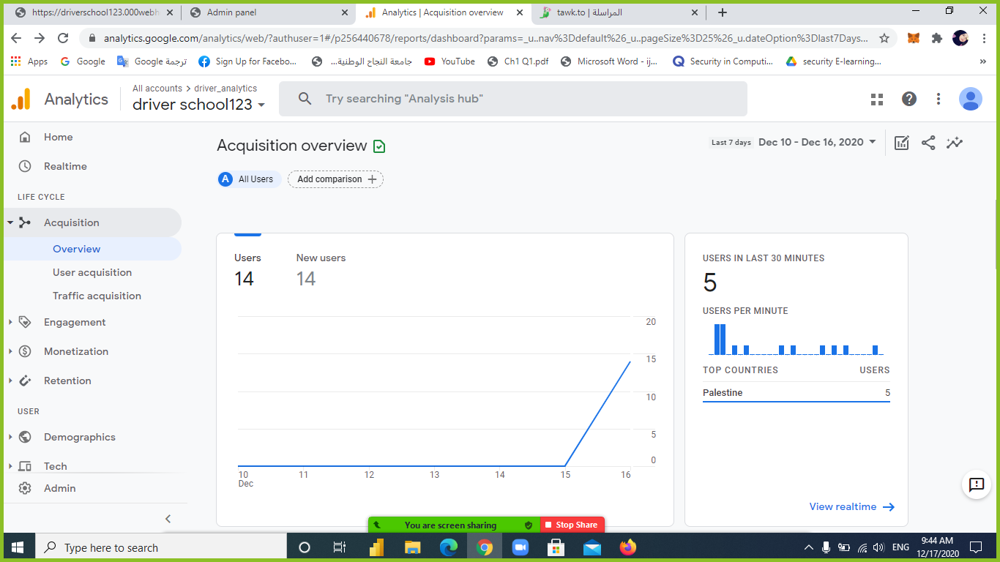 https://driverschool123.000webh
Admin panel
Analytics | Acquisition overview
tawk.to | المراسلة
analytics.google.com/analytics/web/?authuser=1#/p256440678/reports/dashboard?params=_u..nav%3Ddefault%26_u..pageSize%3D25%26_u.dateOption%3Dlast7Days...
Apps
Google
Google ترجمة
Sign Up for Facebo...
جامعة النجاح الوطنية...
YouTube
Ch1 Q1.pdf
Microsoft Word - ij...
Security in Computi...
security E-learning...
»
Analytics
All accounts > driver_analytics
driver school123
Try searching "Analysis hub"
Home
Realtime
LIFE CYCLE
Acquisition
Overview
User acquisition
Traffic acquisition
Engagement
Monetization
Retention
USER
Demographics
Tech
Admin
Acquisition overview
Last 7 days Dec 10 - Dec 16, 2020
A All Users
Add comparison +
Users
14
New users
14
20
15
10
5
0
10 11 12 13 14 15 16
Dec
USERS IN LAST 30 MINUTES
5
USERS PER MINUTE
TOP COUNTRIES USERS
Palestine 5
View realtime
You are screen sharing
Stop Share
Type here to search
ENG
9:44 AM
12/17/2020